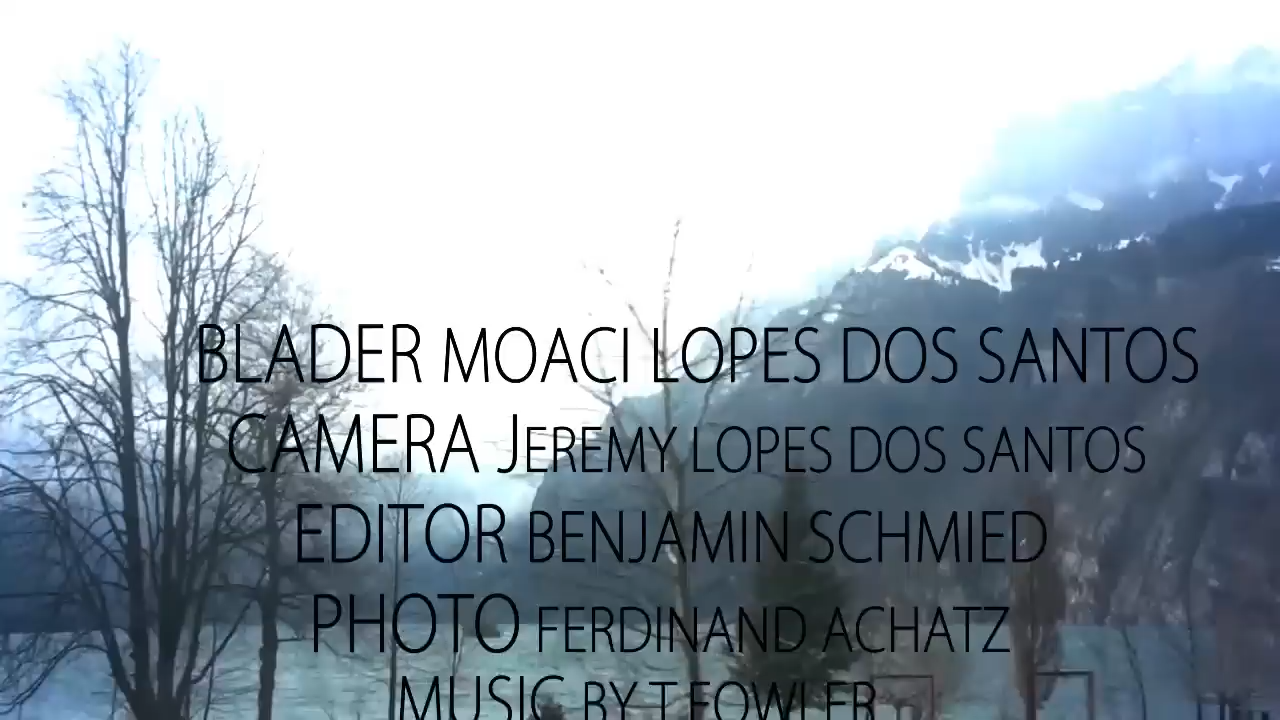 BLADER MOACI LOPES DOS SANTOS
CAMERA JEREMY LOPES DOS SANTOS
EDITOR BENJAMIN SCHMIED
PHOTO FERDINAND ACHATZ
MUSIC BY T.FOWLER